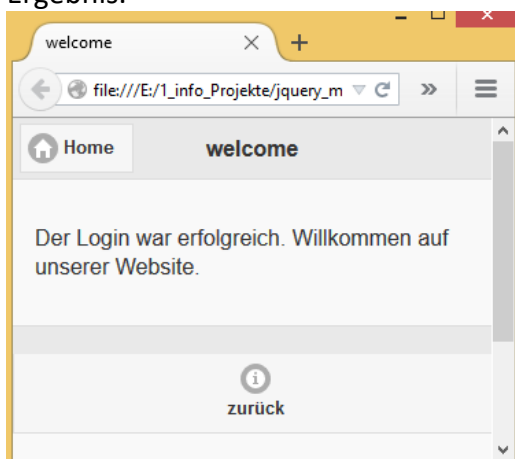 Ergebnis:
welcome
file:///E:/1_info_Projekte/jquery_m
Home
welcome
Der Login war erfolgreich. Willkommen auf
unserer Website.
zurück